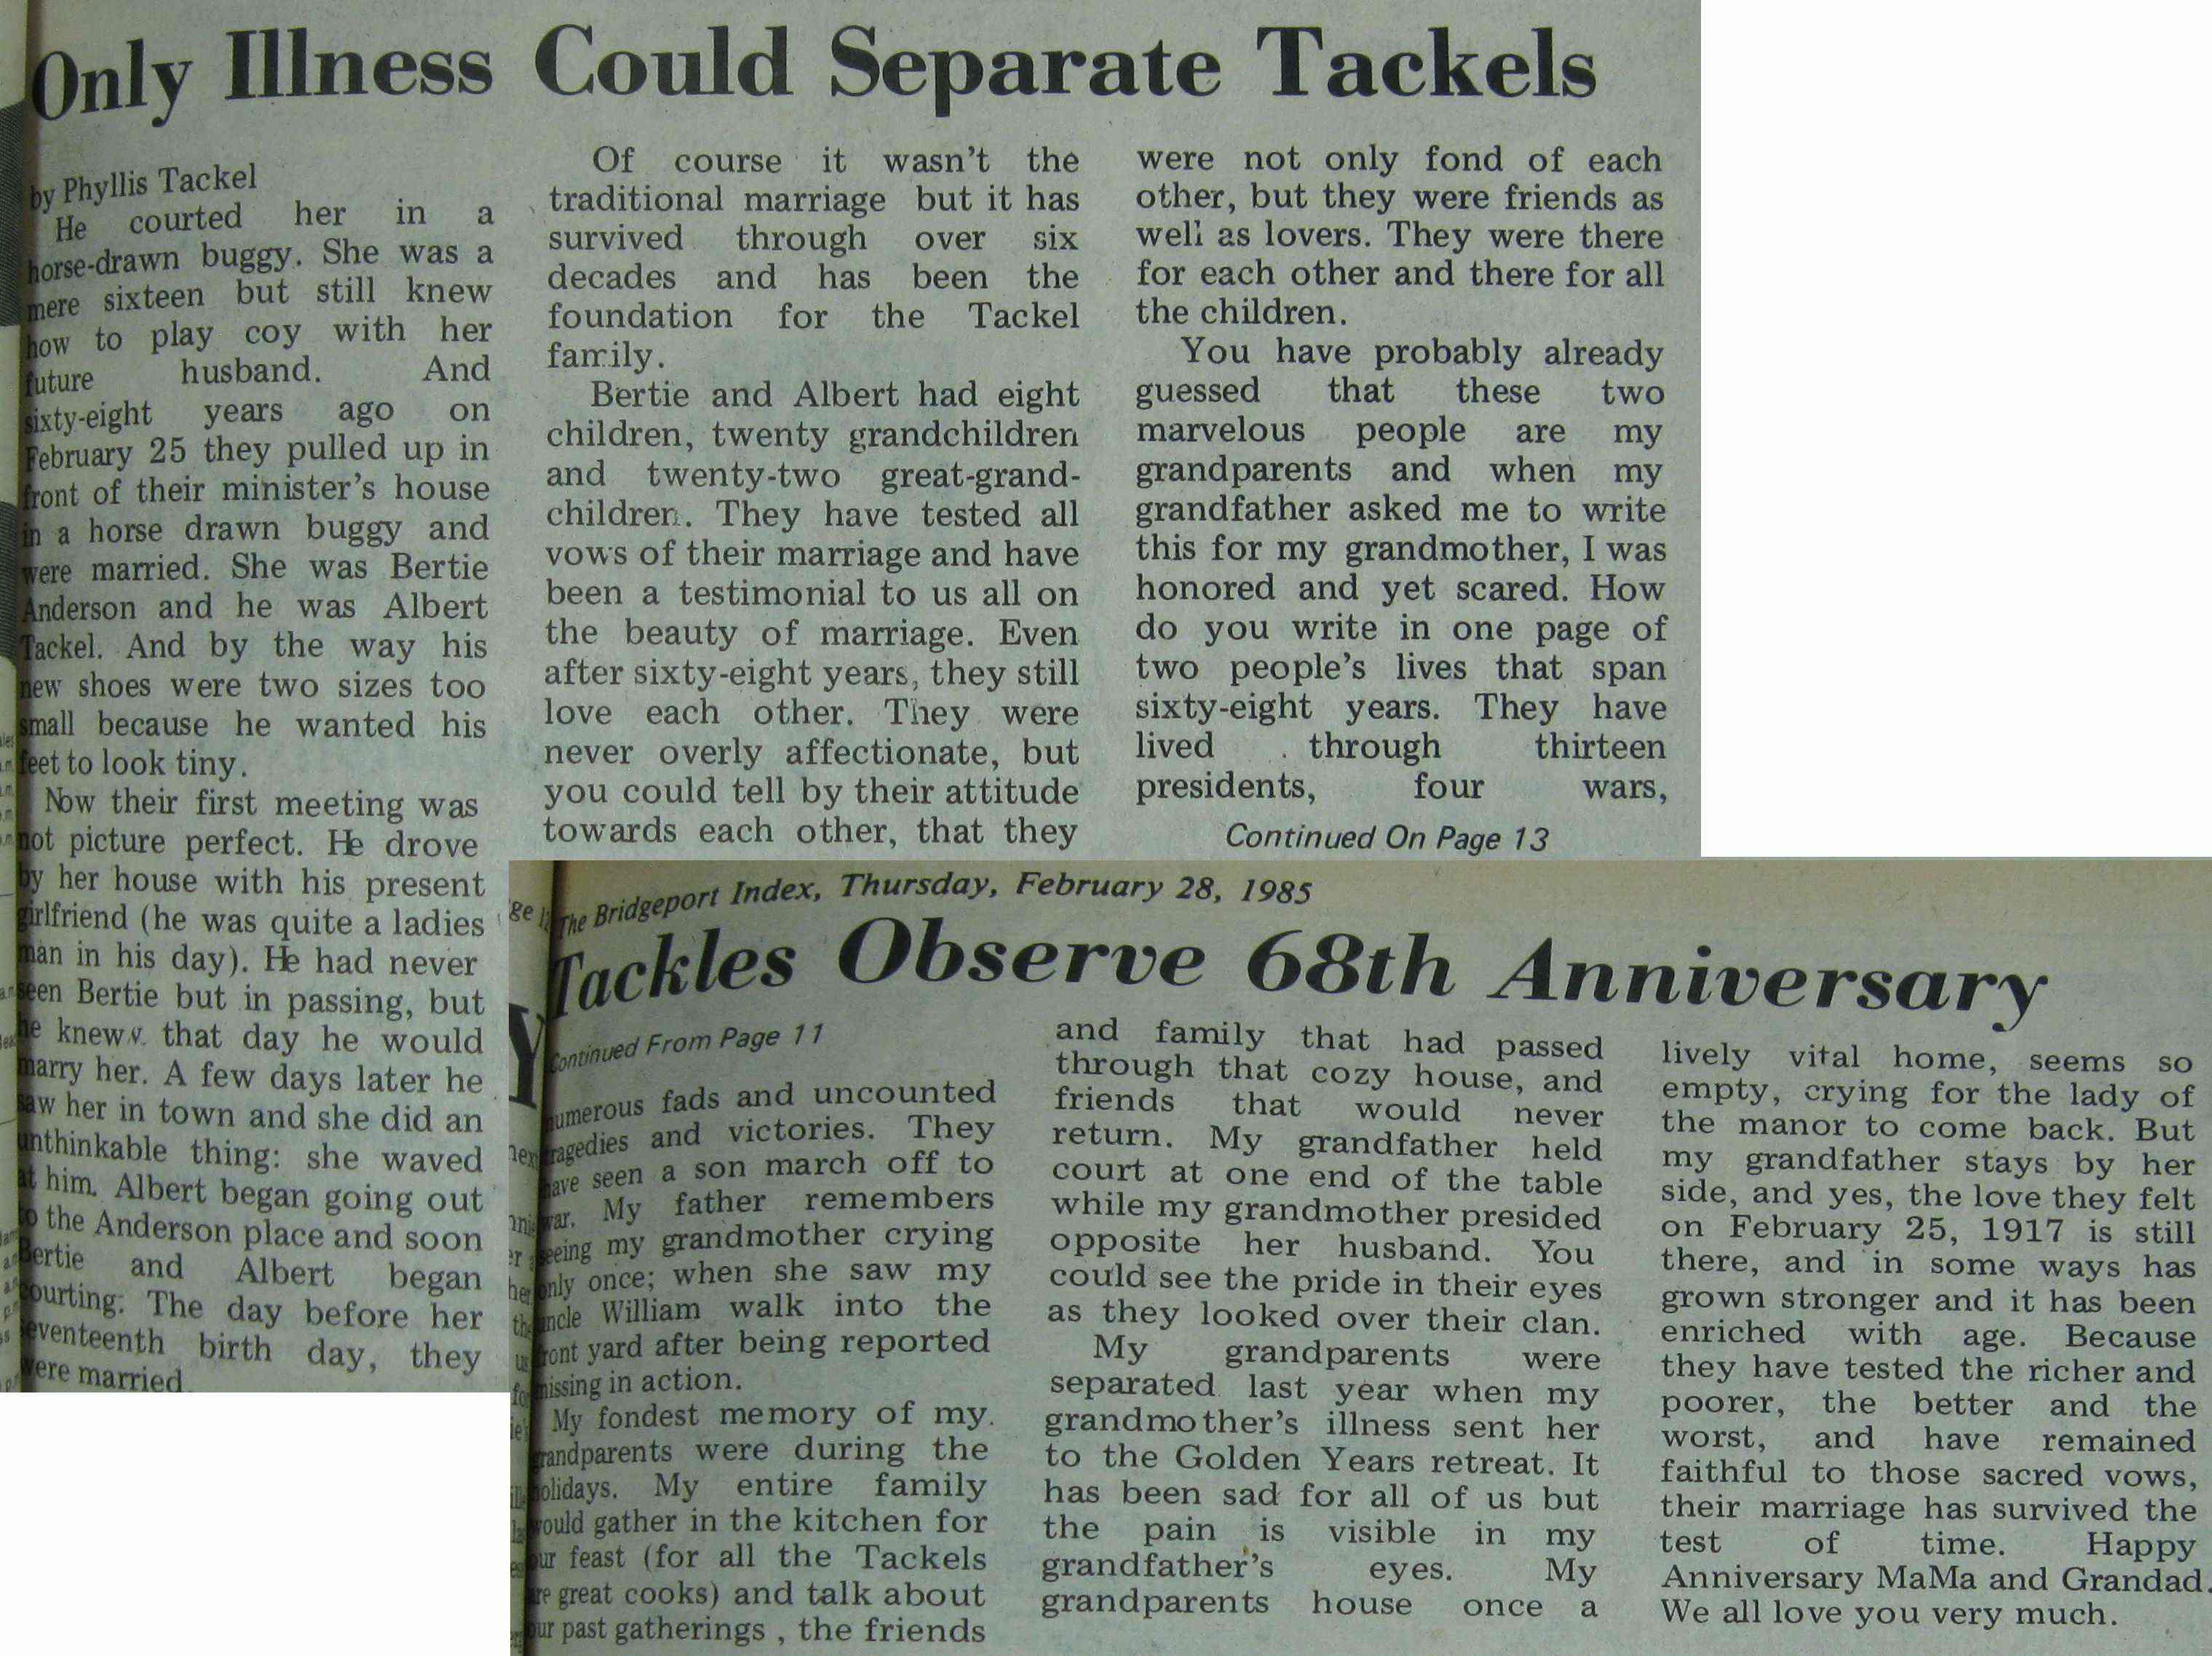 Only Illness Could Separate Tackels
by Phyllis Tackel
He courted her in a
horse-drawn buggy. She was a
mere sixteen but still knew
how to play coy with her
future husband. And
sixty-eight years ago on
February 25 they pulled up in
front of their minister's house
in a horse drawn buggy and
were married. She was Bertie
Anderson and he was Albert
Tackel. And by the way his
new shoes were two sizes too
small because he wanted his
feet to look tiny.
Now their first meeting was
not picture perfect. He drove
by her house with his present
girlfriend (he was quite a ladies
man in his day). He had never
seen Bertie but in passing, but
he knew that day he would
marry her. A few days later he
saw her in town and she did an
unthinkable thing: she waved
at him. Albert began going out
to the Anderson place and soon
Bertie and Albert began
courting. The day before her
seventeenth birth day, they
were married.
Of course it wasn't the
traditional marriage but it has
survived through over six
decades and has been the
foundation for the Tackel
family.
Bertie and Albert had eight
children, twenty grandchildren
and twenty-two great-grand-
children. They have tested all
vows of their marriage and have
been a testimonial to us all on
the beauty of marriage. Even
after sixty-eight years, they still
love each other. They were
never overly affectionate, but
you could tell by their attitude
towards each other, that they
were not only fond of each
other, but they were friends as
well as lovers. They were there
for each other and there for all
the children.
You have probably already
guessed that these two
marvelous people are my
grandparents and when my
grandfather asked me to write
this for my grandmother, I was
honored and yet scared. How
do you write in one page of
two people's lives that span
sixty-eight years. They have
lived through thirteen
presidents, four wars,
Continued On Page 13
The Bridgeport Index, Thursday, February 28, 1985
Tackles Observe 68th Anniversary
Continued From Page 11
numerous fads and uncounted
tragedies and victories. They
have seen a son march off to
war. My father remembers
seeing my grandmother crying
only once; when she saw my
uncle William walk into the
front yard after being reported
missing in action.
My fondest memory of my
grandparents were during the
holidays. My entire family
would gather in the kitchen for
our feast (for all the Tackels
are great cooks) and talk about
our past gatherings , the friends
and family that had passed
through that cozy house, and
friends that would never
return. My grandfather held
court at one end of the table
while my grandmother presided
opposite her husband. You
could see the pride in their eyes
as they looked over their clan.
My grandparents were
separated last year when my
grandmother's illness sent her
to the Golden Years retreat. It
has been sad for all of us but
the pain is visible in my
grandfather's eyes. My
grandparents house once a
lively vital home, seems so
empty, crying for the lady of
the manor to come back. But
my grandfather stays by her
side, and yes, the love they felt
on February 25, 1917 is still
there, and in some ways has
grown stronger and it has been
enriched with age. Because
they have tested the richer and
poorer, the better and the
worst, and have remained
faithful to those sacred vows,
their marriage has survived the
test of time. Happy
Anniversary MaMa and Grandad.
We all love you very much.